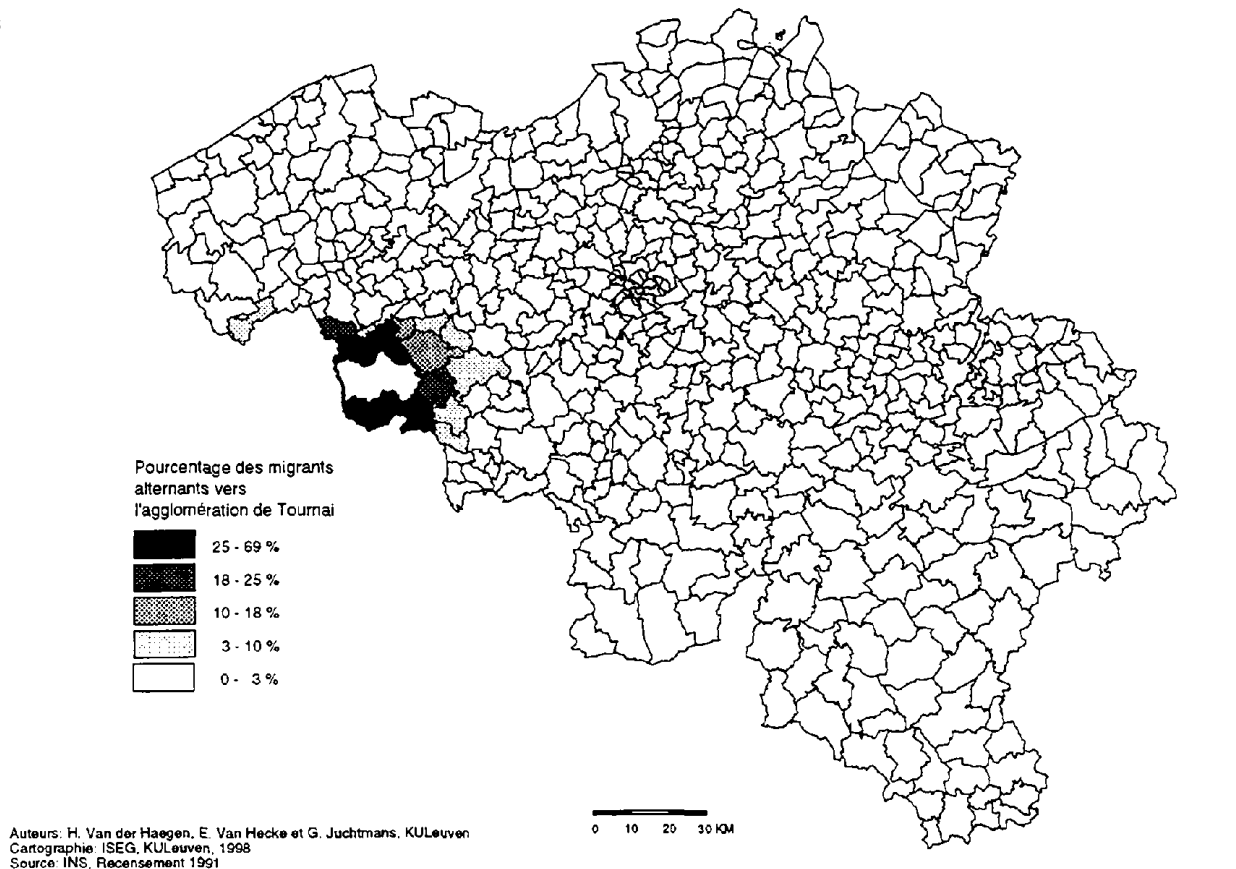 Pourcentage des migrants
alternants vers
l'agglomération de Tournai
25 - 69 %
18 - 25 %
10 - 18 %
3 - 10 %
0 - 3 %
0 10 20 30 KM
Auteurs: H. Van der Haegen, E. Van Hecke et G. Juchtmans, KULeuven
Cartographie: ISEG, KULeuven, 1998
Source: INS, Recensement 1991